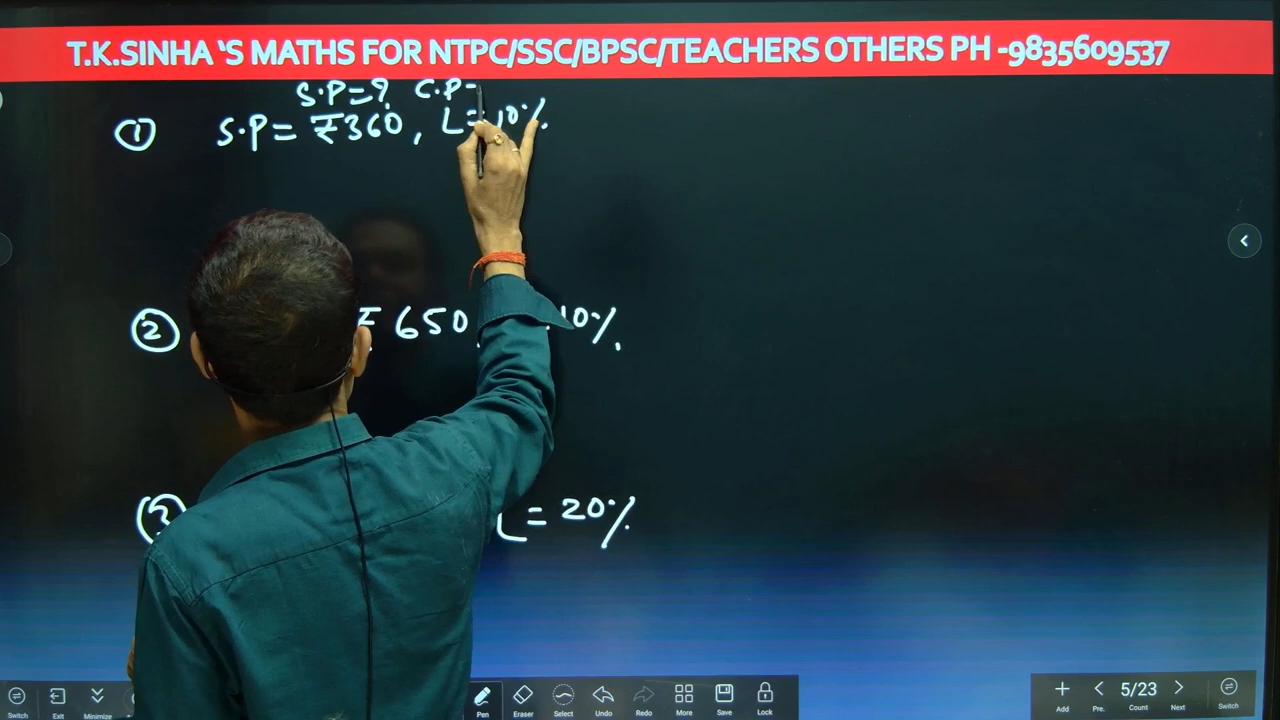 T.K.SINHA ‘S MATHS FOR NTPC/SSC/BPSC/TEACHERS OTHERS PH -9835609537
S.P=? C.P-
① S.P= ₹360, L=10%.
② ₹ 650 10%.
③ L= 20%
Switch Exit Minimize Pen Eraser Select Undo Redo More Save Lock Add Pre. 5/23 Count Next Switch